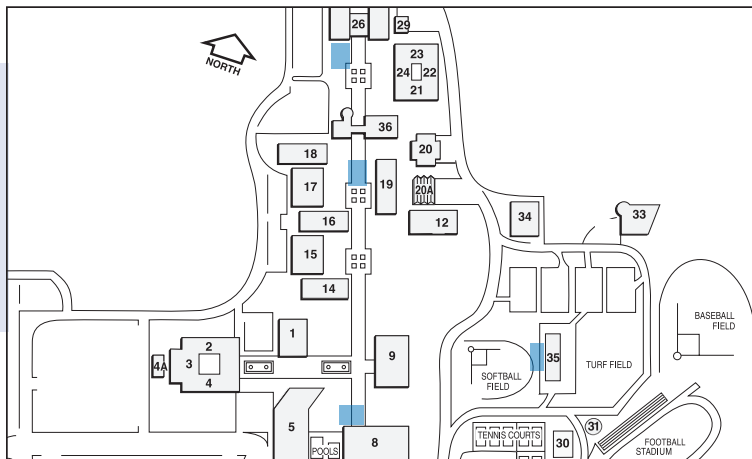 26
29
23
24
22
21
NORTH
36
18
20
17
19
20A
16
12
34
33
15
14
1
2
3
4A
4
9
35
BASEBALL
FIELD
TURF FIELD
SOFTBALL
FIELD
5
8
POOLS
TENNIS COURTS
30
31
FOOTBALL
STADIUM